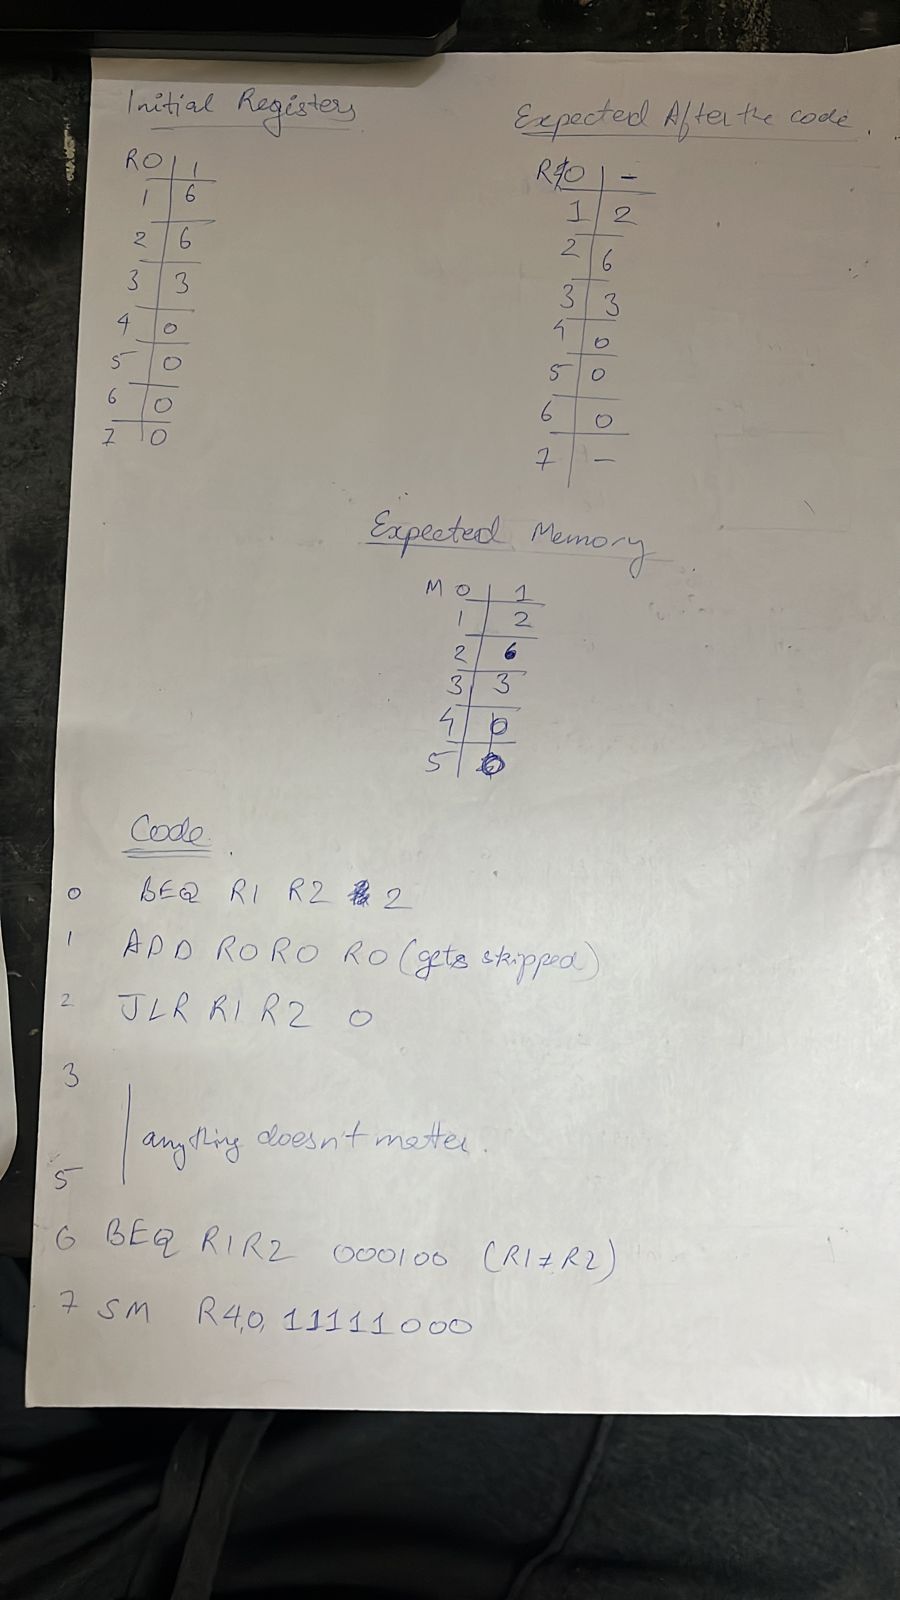 Initial Registers
R0 | 1
1 | 6
2 | 6
3 | 3
4 | 0
5 | 0
6 | 0
7 | 0
Expected After the code.
R0 | -
1 | 2
2 | 6
3 | 3
4 | 0
5 | 0
6 | 0
7 | -
Expected Memory
M 0 | 1
1 | 2
2 | 6
3 | 3
4 | 0
5 | 0
Code
0 BEQ R1 R2 2
1 ADD R0 R0 R0 (gets skipped)
2 JLR R1 R2 0
3
anything doesn't matter.
5
6 BEQ R1R2 000100 (R1≠R2)
7 SM R4,0, 11111000